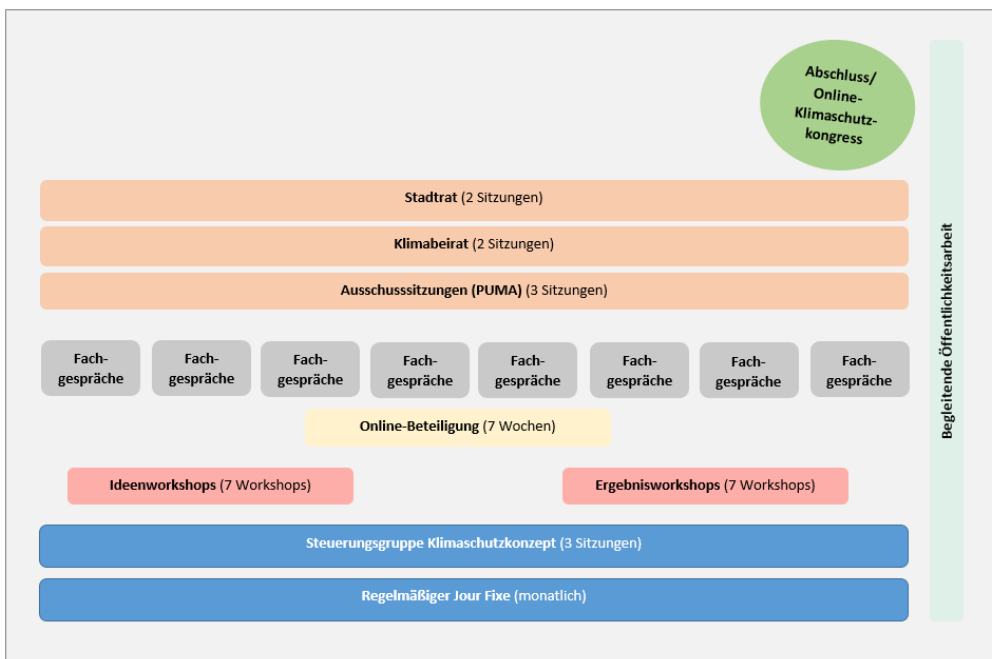 Abschluss/
Online-
Klimaschutz-
kongress
Stadtrat (2 Sitzungen)
Klimabeirat (2 Sitzungen)
Ausschusssitzungen (PUMA) (3 Sitzungen)
Fach-
gespräche
Fach-
gespräche
Fach-
gespräche
Fach-
gespräche
Fach-
gespräche
Fach-
gespräche
Fach-
gespräche
Fach-
gespräche
Online-Beteiligung (7 Wochen)
Ideenworkshops (7 Workshops)
Ergebnisworkshops (7 Workshops)
Steuerungsgruppe Klimaschutzkonzept (3 Sitzungen)
Regelmäßiger Jour Fixe (monatlich)
Begleitende Öffentlichkeitsarbeit